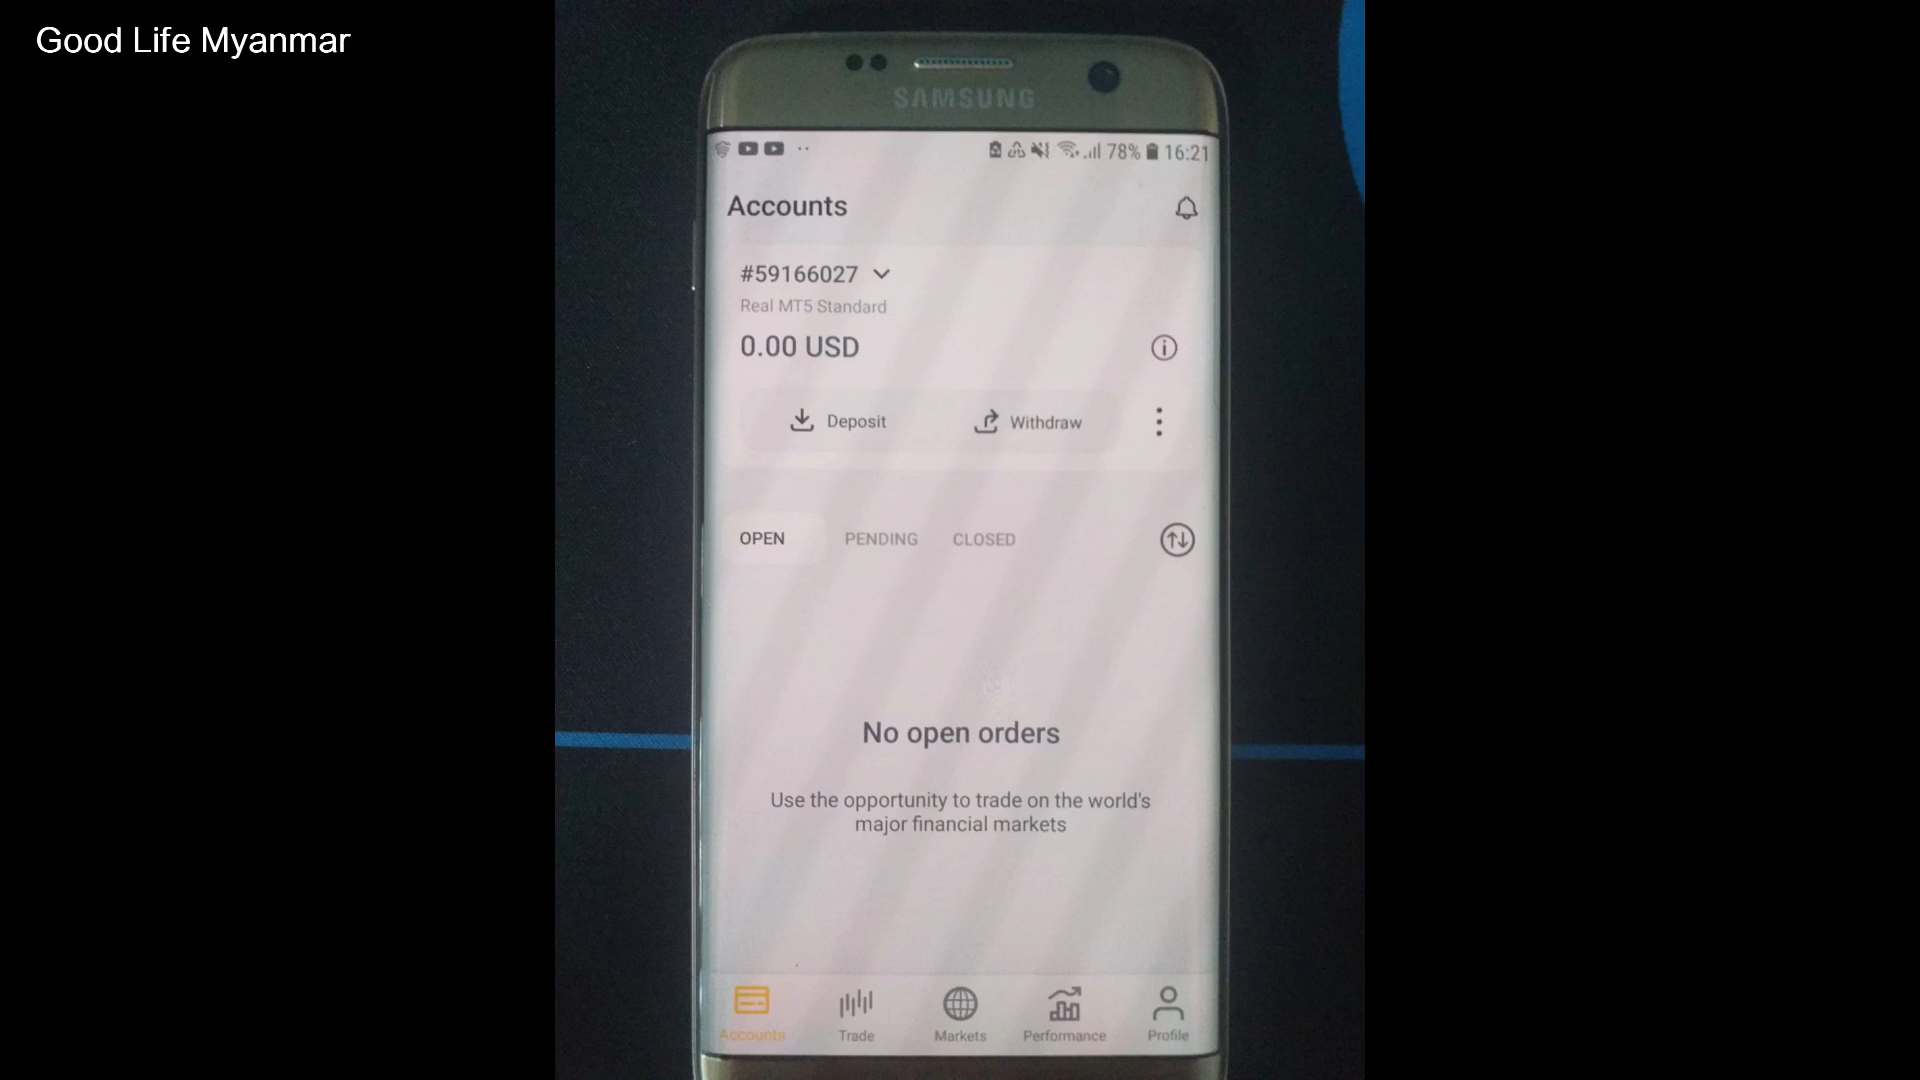 Good Life Myanmar
SAMSUNG
78% 16:21
Accounts
#59166027
Real MT5 Standard
0.00 USD
Deposit Withdraw
OPEN PENDING CLOSED
No open orders
Use the opportunity to trade on the world's
major financial markets
Accounts Trade Markets Performance Profile